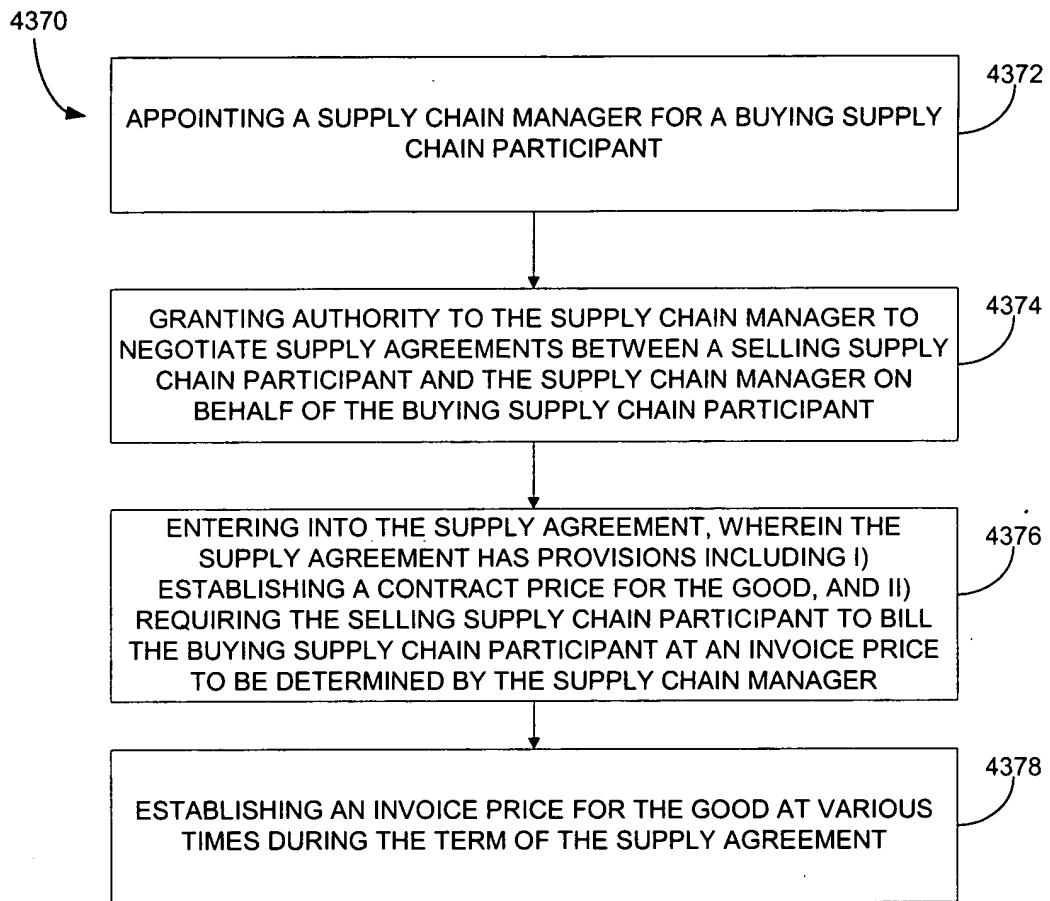 4370
4372
APPOINTING A SUPPLY CHAIN MANAGER FOR A BUYING SUPPLY
CHAIN PARTICIPANT
4374
GRANTING AUTHORITY TO THE SUPPLY CHAIN MANAGER TO
NEGOTIATE SUPPLY AGREEMENTS BETWEEN A SELLING SUPPLY
CHAIN PARTICIPANT AND THE SUPPLY CHAIN MANAGER ON
BEHALF OF THE BUYING SUPPLY CHAIN PARTICIPANT
4376
ENTERING INTO THE SUPPLY AGREEMENT, WHEREIN THE
SUPPLY AGREEMENT HAS PROVISIONS INCLUDING I)
ESTABLISHING A CONTRACT PRICE FOR THE GOOD, AND II)
REQUIRING THE SELLING SUPPLY CHAIN PARTICIPANT TO BILL
THE BUYING SUPPLY CHAIN PARTICIPANT AT AN INVOICE PRICE
TO BE DETERMINED BY THE SUPPLY CHAIN MANAGER
4378
ESTABLISHING AN INVOICE PRICE FOR THE GOOD AT VARIOUS
TIMES DURING THE TERM OF THE SUPPLY AGREEMENT